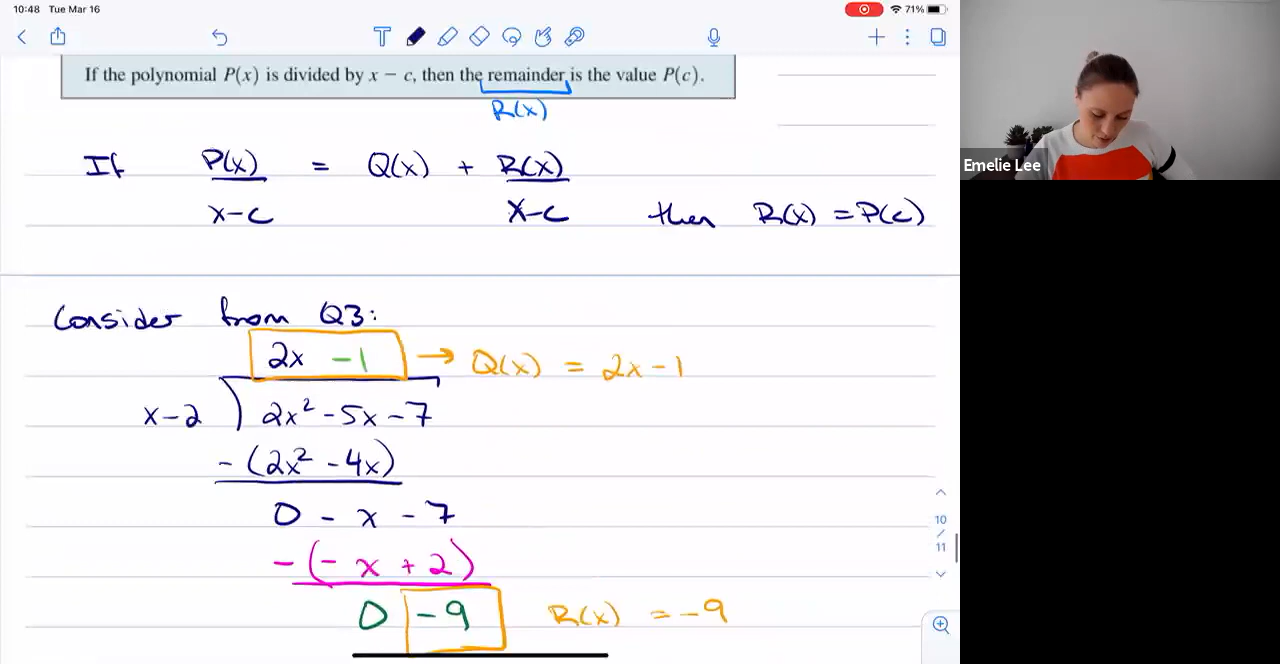 10:48 Tue Mar 16
71%
If the polynomial P(x) is divided by x − c, then the remainder is the value P(c).
R(x)
If P(x) = Q(x) + R(x)
x-c x-c then R(x) = P(c)
Emelie Lee
Consider from Q3:
2x -1 → Q(x) = 2x-1
x-2 ) 2x² -5x -7
- (2x² -4x)
0 - x - 7
-(- x + 2)
0 -9 R(x) = -9
10
/
11